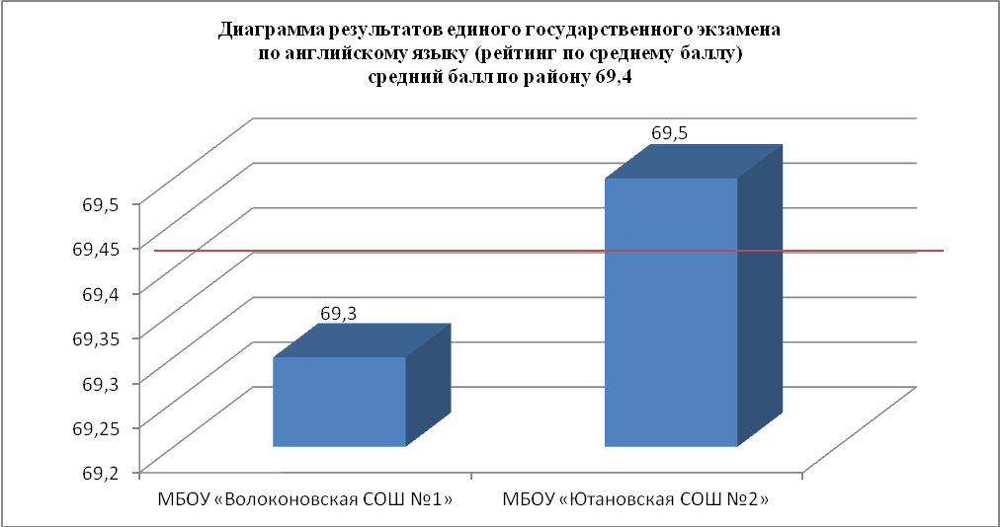 Диаграмма результатов единого государственного экзамена
по английскому языку (рейтинг по среднему баллу)
средний балл по району 69,4
69,5
69,5
69,45
69,4
69,3
69,35
69,3
69,25
69,2
МБОУ «Волоконовская СОШ №1»
МБОУ «Ютановская СОШ №2»